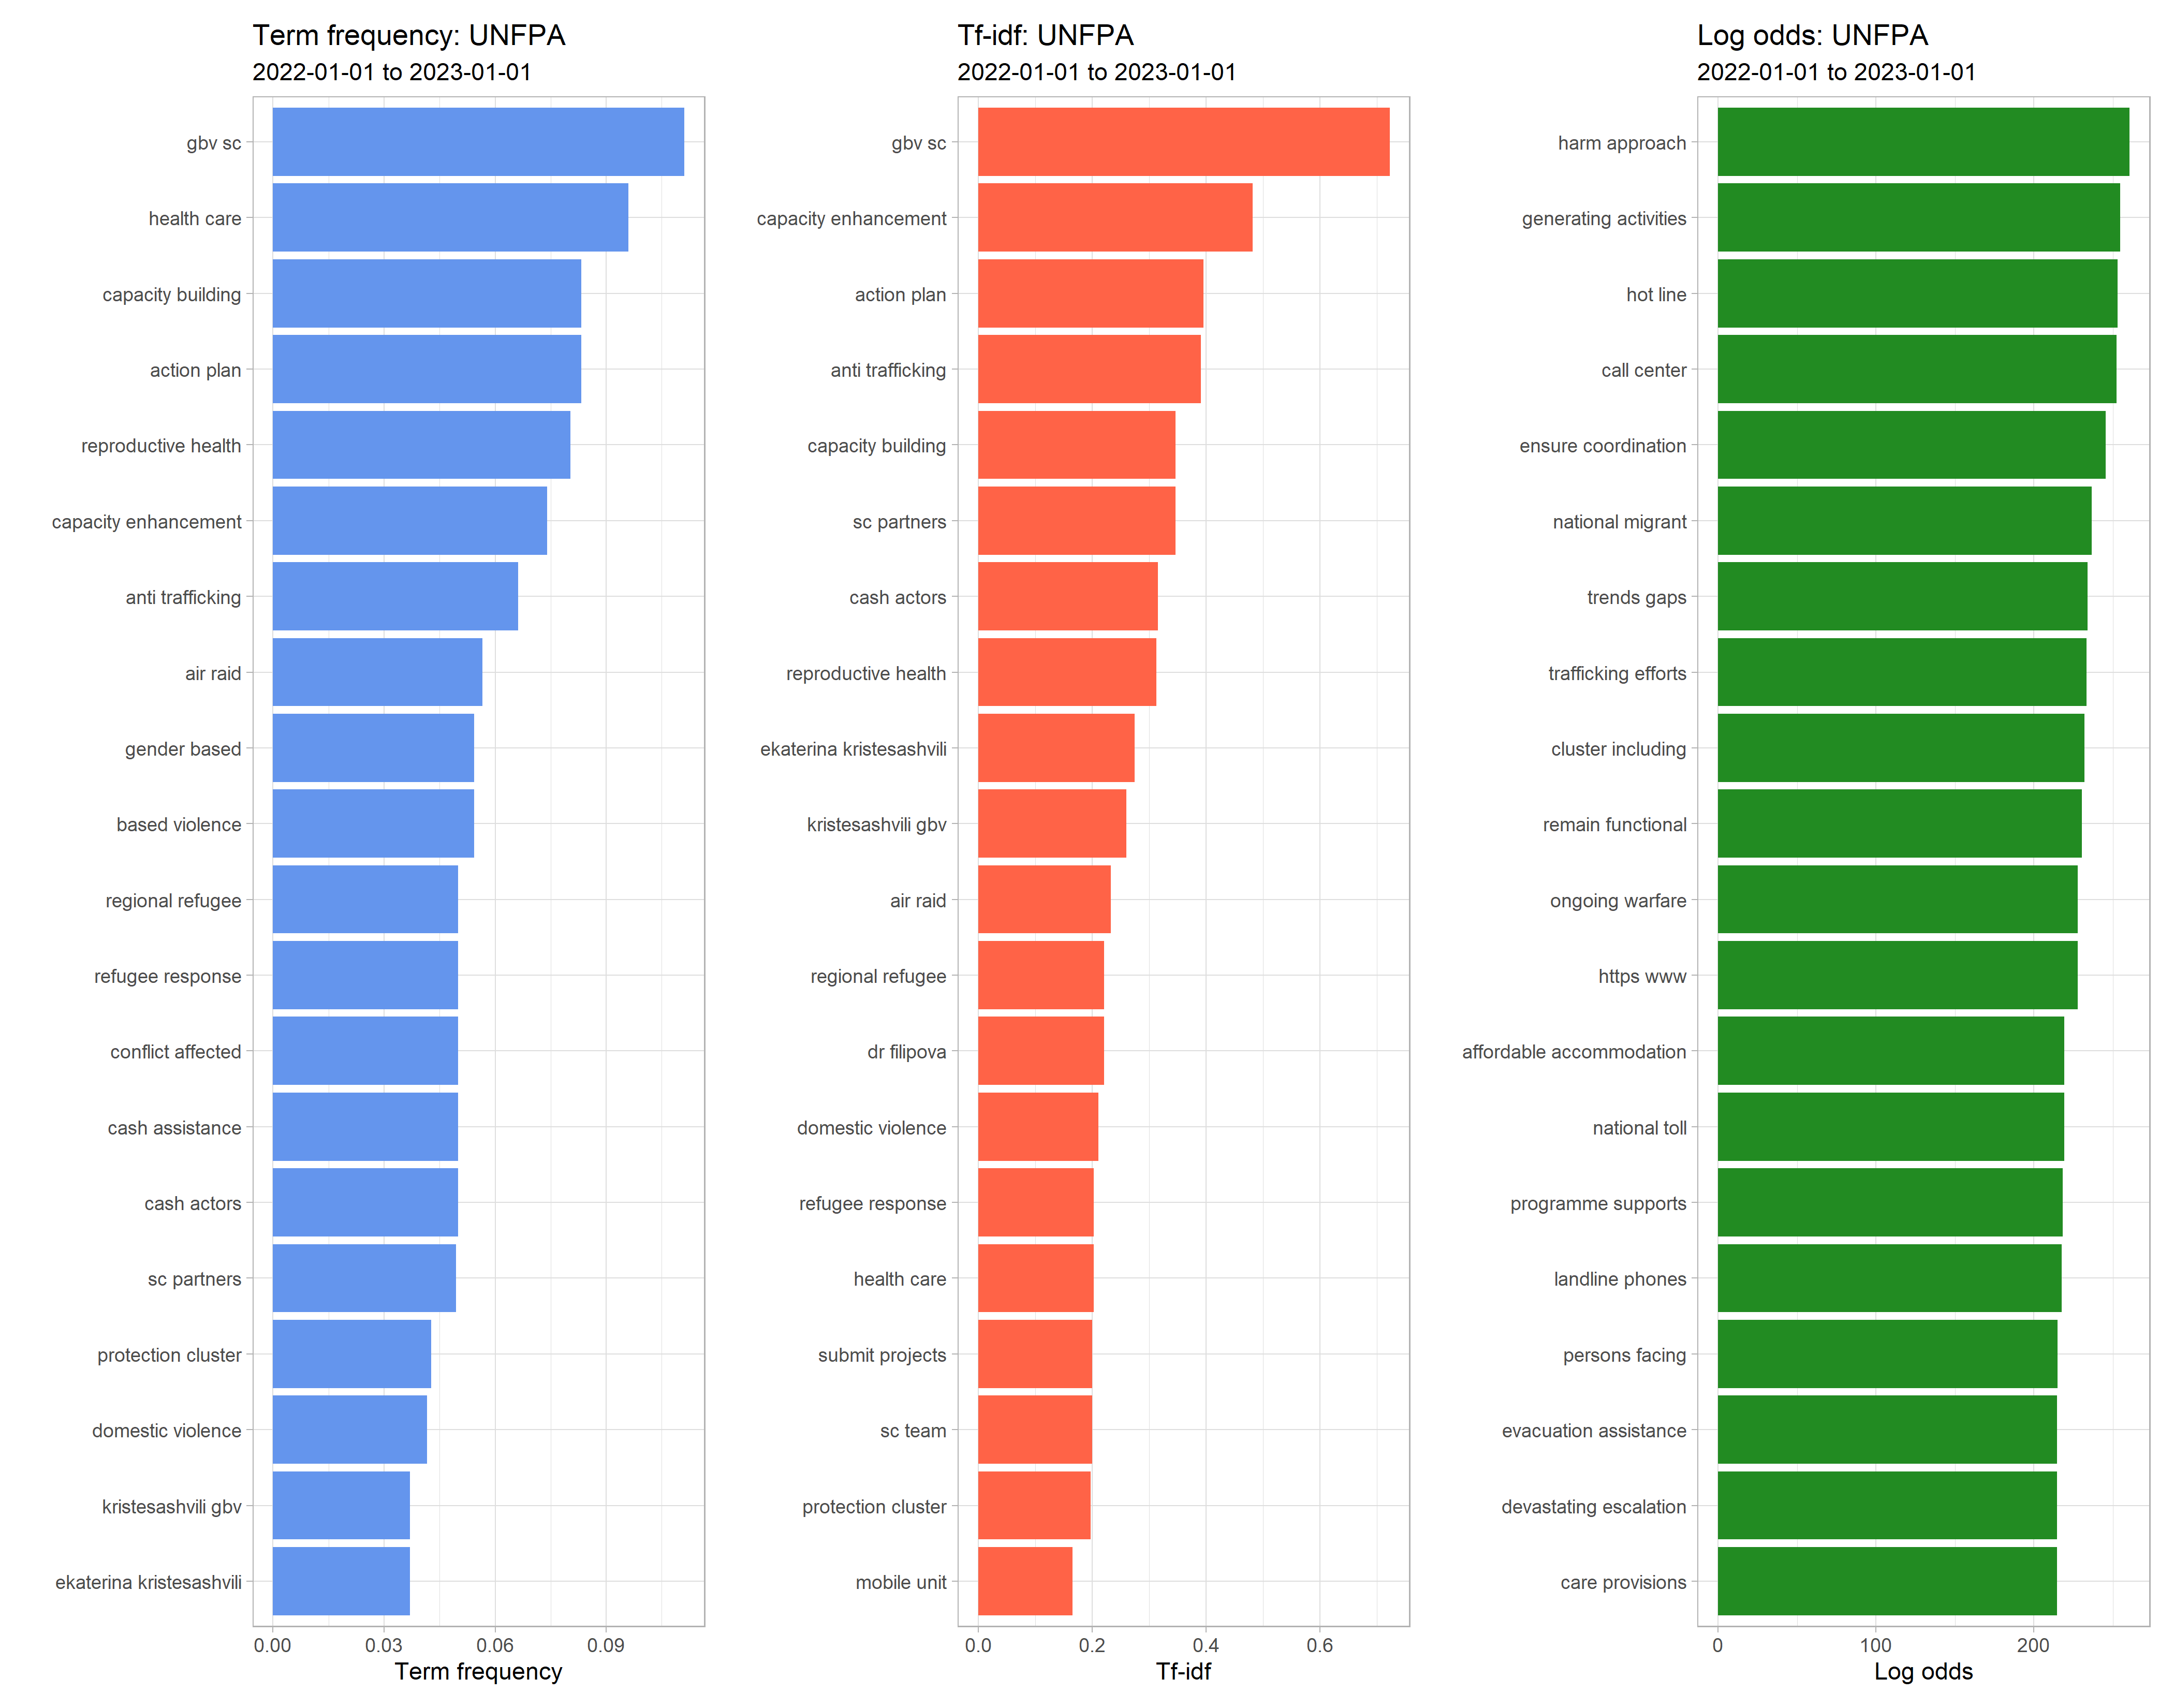 Term frequency: UNFPA
2022-01-01 to 2023-01-01
gbv sc
health care
capacity building
action plan
reproductive health
capacity enhancement
anti trafficking
air raid
gender based
based violence
regional refugee
refugee response
conflict affected
cash assistance
cash actors
sc partners
protection cluster
domestic violence
kristesashvili gbv
ekaterina kristesashvili
0.00 0.03 0.06 0.09
Term frequency
Tf-idf: UNFPA
2022-01-01 to 2023-01-01
gbv sc
capacity enhancement
action plan
anti trafficking
capacity building
sc partners
cash actors
reproductive health
ekaterina kristesashvili
kristesashvili gbv
air raid
regional refugee
dr filipova
domestic violence
refugee response
health care
submit projects
sc team
protection cluster
mobile unit
0.0 0.2 0.4 0.6
Tf-idf
Log odds: UNFPA
2022-01-01 to 2023-01-01
harm approach
generating activities
hot line
call center
ensure coordination
national migrant
trends gaps
trafficking efforts
cluster including
remain functional
ongoing warfare
https www
affordable accommodation
national toll
programme supports
landline phones
persons facing
evacuation assistance
devastating escalation
care provisions
0 100 200
Log odds